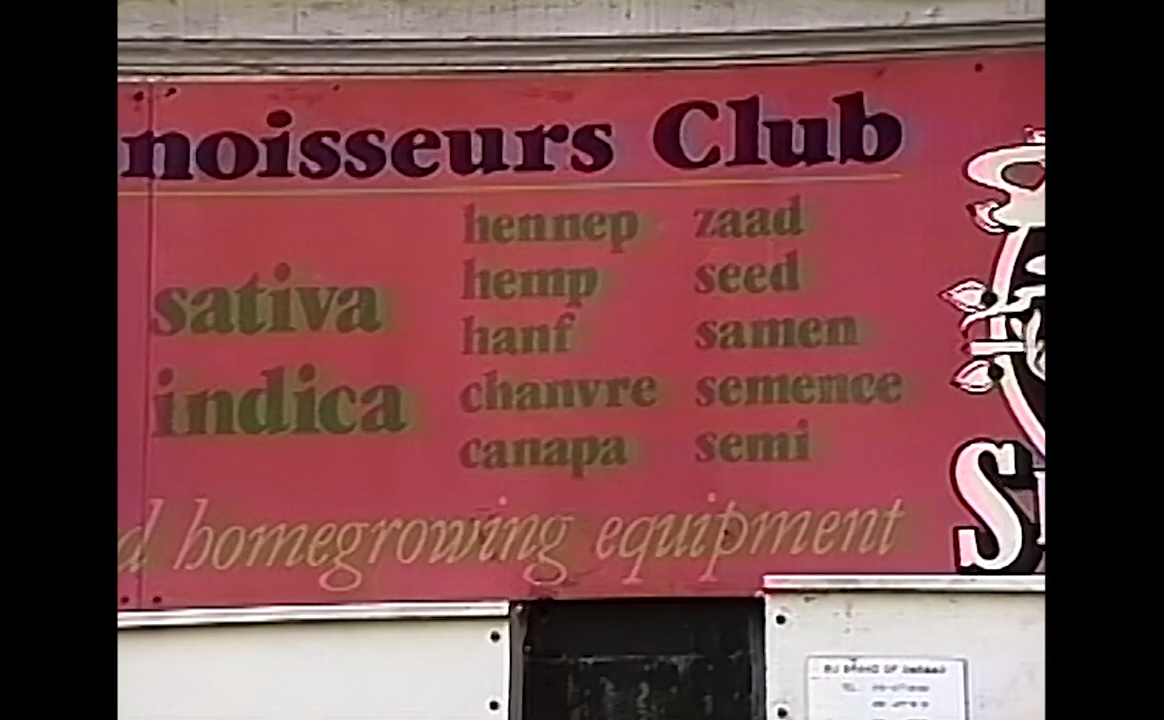 noisseurs Club
sativa
indica
hennep zaad
hemp seed
hanf samen
chanvre semence
canapa semi
d homegrowing equipment
S